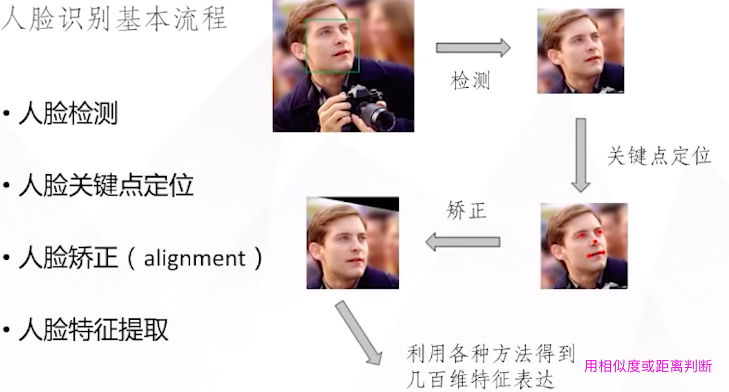 人脸识别基本流程
• 人脸检测
• 人脸关键点定位
• 人脸矫正（alignment）
• 人脸特征提取
检测
关键点定位
矫正
利用各种方法得到
几百维特征表达
用相似度或距离判断